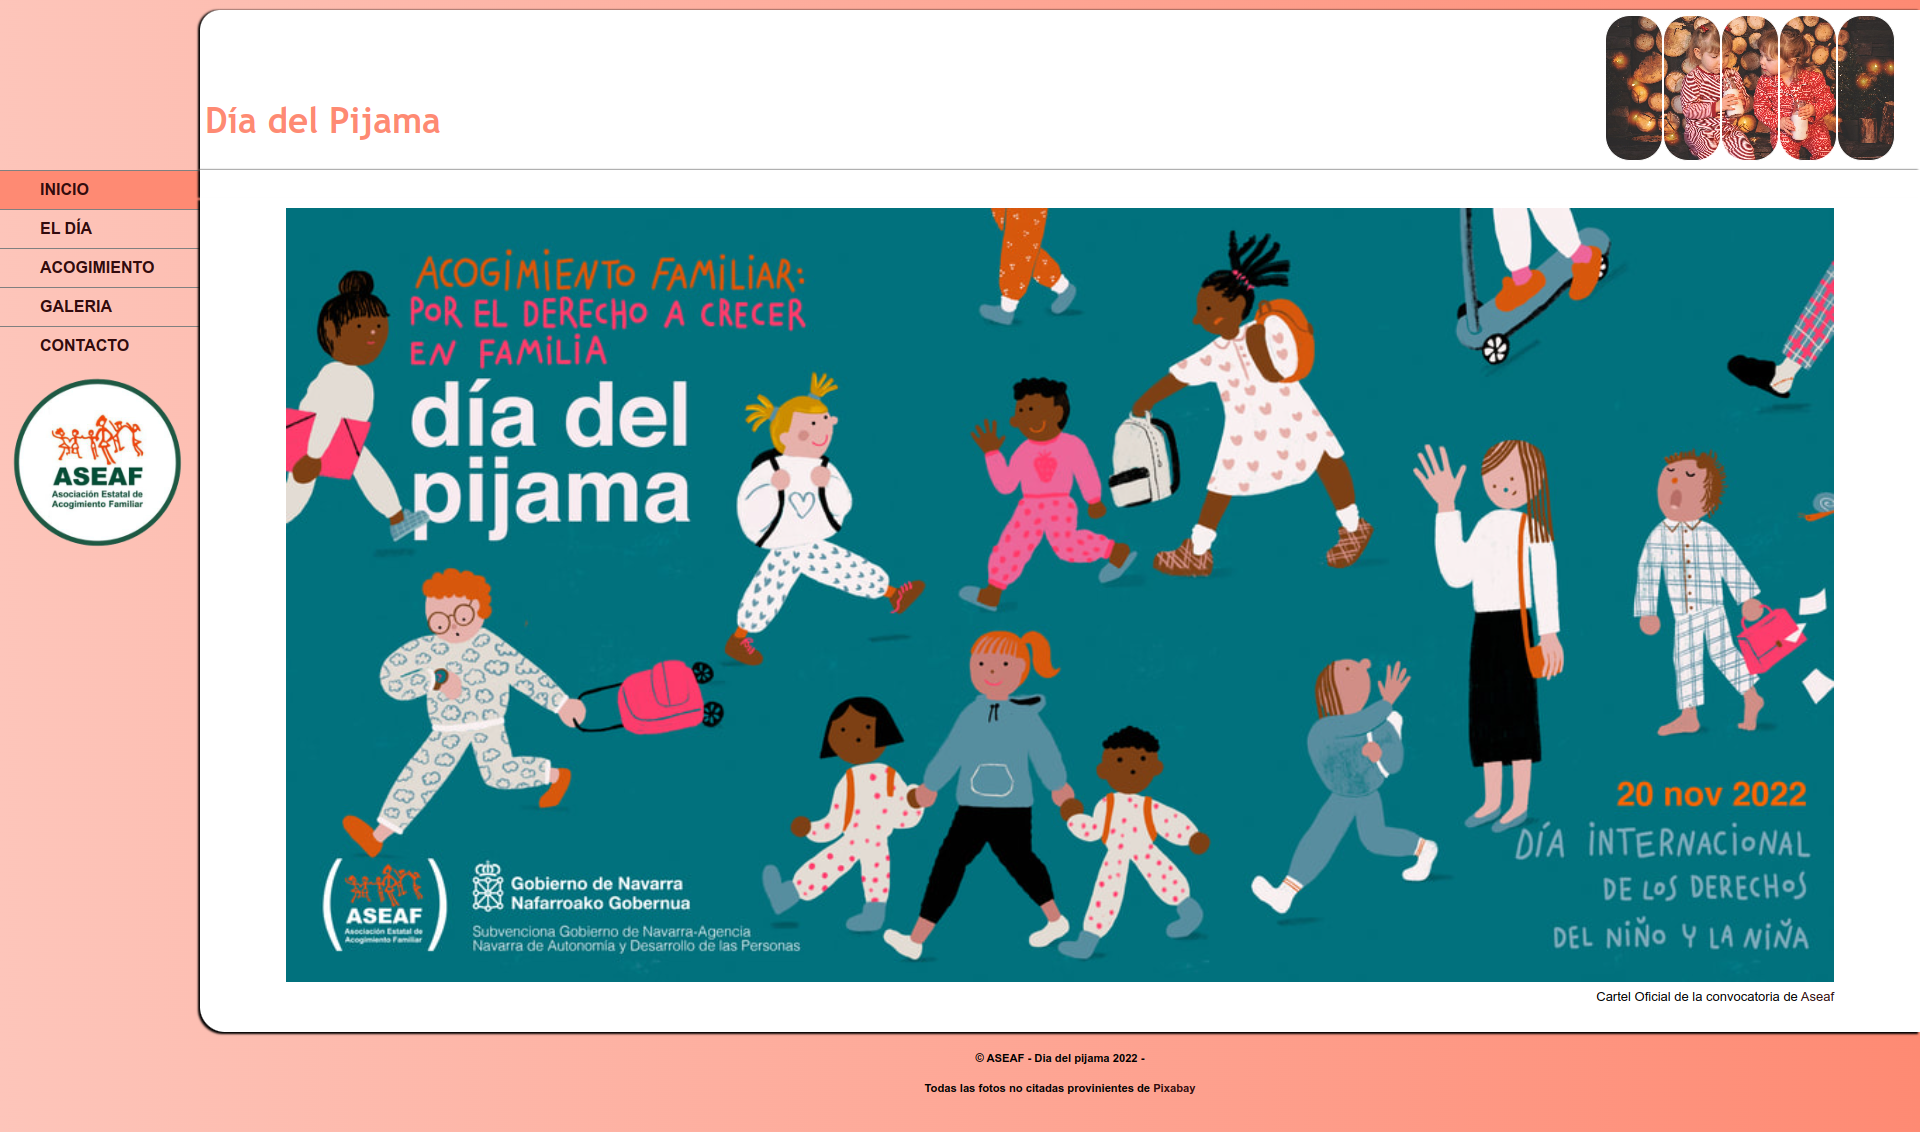 Día del Pijama
INICIO
EL DÍA
ACOGIMIENTO
GALERIA
CONTACTO
ASEAF
Asociación Estatal de
Acogimiento Familiar
ACOGIMIENTO FAMILIAR:
POR EL DERECHO A CRECER
EN FAMILIA
día del
pijama
20 nov 2022
DÍA INTERNACIONAL
DE LOS DERECHOS
DEL NIÑO Y LA NIÑA
ASEAF
Asociación Estatal de
Acogimiento Familiar
Gobierno de Navarra
Nafarroako Gobernua
Subvenciona Gobierno de Navarra-Agencia
Navarra de Autonomía y Desarrollo de las Personas
Cartel Oficial de la convocatoria de Aseaf
© ASEAF - Dia del pijama 2022 -
Todas las fotos no citadas provinientes de Pixabay